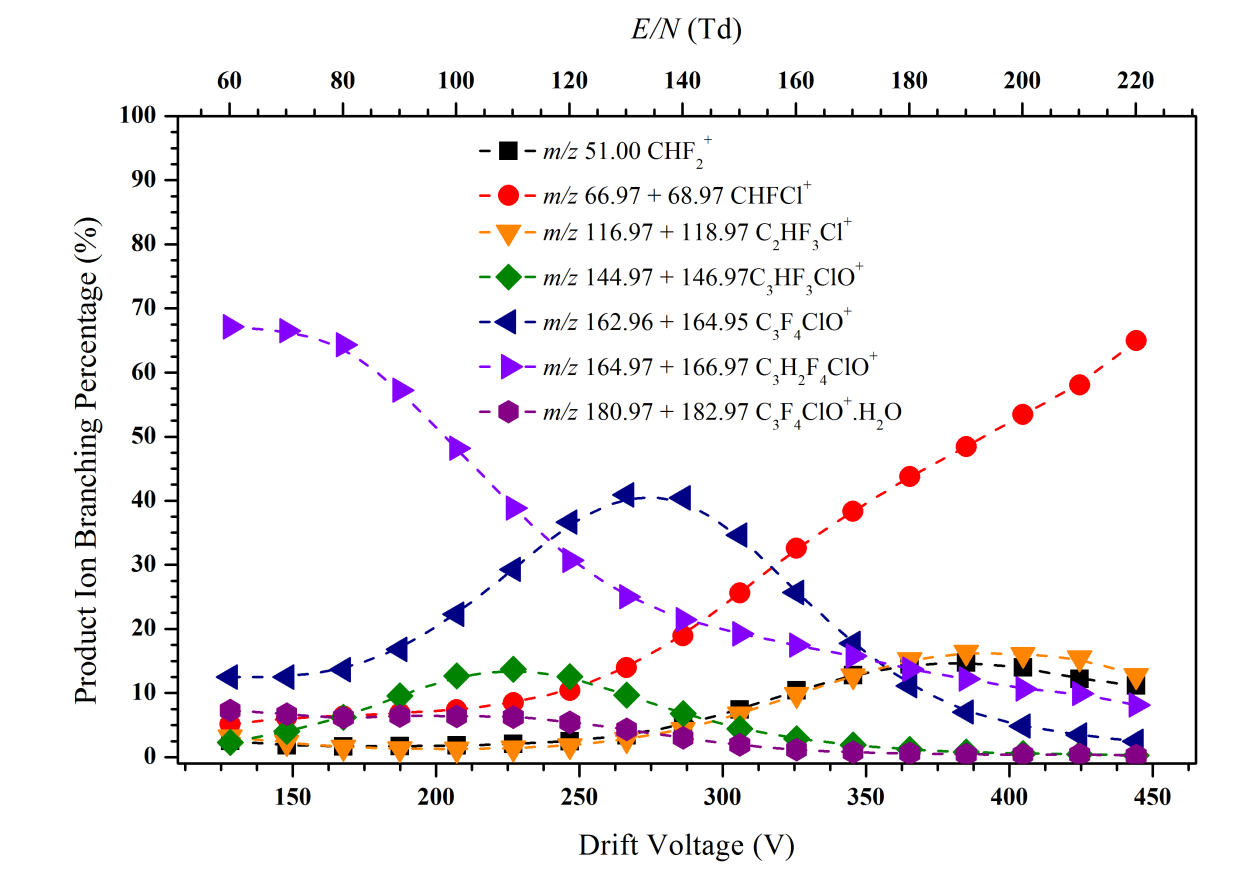 E/N (Td)
60 80 100 120 140 160 180 200 220
100
90
80
70
60
50
40
30
20
10
0
Product Ion Branching Percentage (%)
m/z 51.00 CHF₂⁺
m/z 66.97 + 68.97 CHFCl⁺
m/z 116.97 + 118.97 C₂HF₃Cl⁺
m/z 144.97 + 146.97C₃HF₃ClO⁺
m/z 162.96 + 164.95 C₃F₄ClO⁺
m/z 164.97 + 166.97 C₃H₂F₄ClO⁺
m/z 180.97 + 182.97 C₃F₄ClO⁺.H₂O
150 200 250 300 350 400 450
Drift Voltage (V)